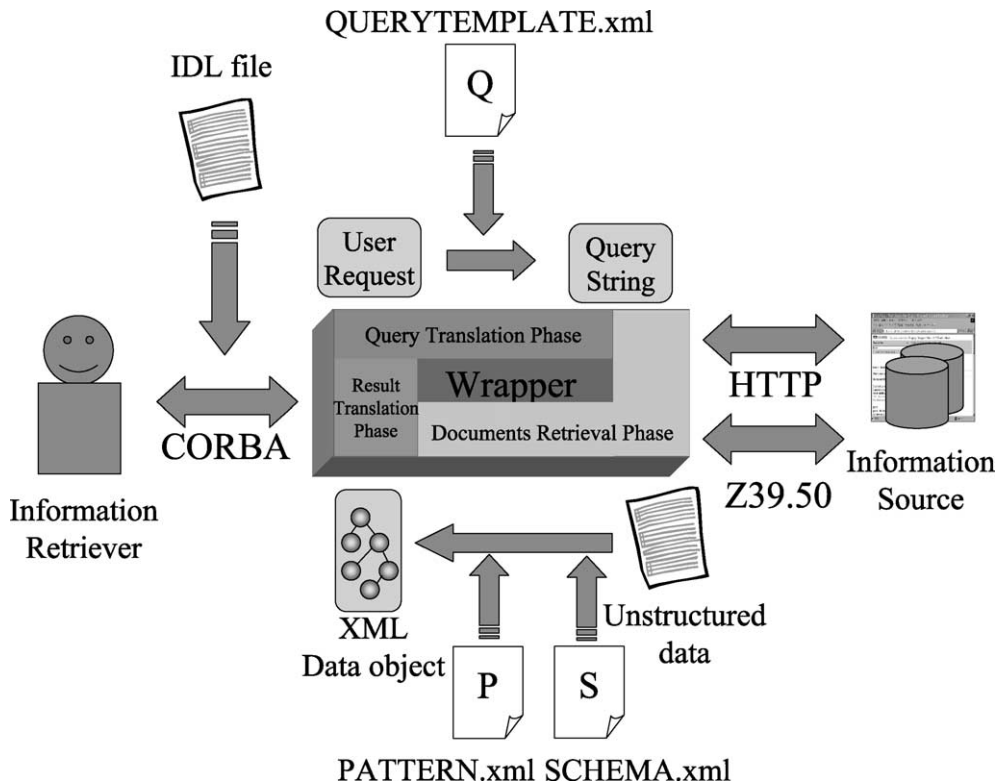 QUERYTEMPLATE.xml
IDL file
Q
User
Request
Query
String
Query Translation Phase
Wrapper
Result
Translation
Phase
Documents Retrieval Phase
CORBA
HTTP
Z39.50
Information
Retriever
Information
Source
XML
Data object
Unstructured
data
P
S
PATTERN.xml SCHEMA.xml